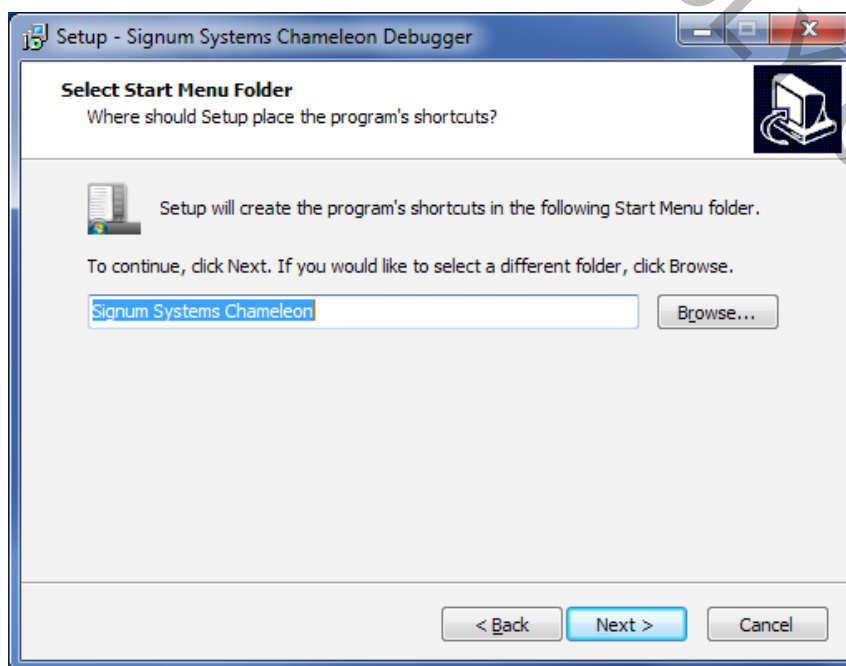 Setup - Signum Systems Chameleon Debugger
Select Start Menu Folder
Where should Setup place the program's shortcuts?
Setup will create the program's shortcuts in the following Start Menu folder.
To continue, click Next. If you would like to select a different folder, click Browse.
Signum Systems Chameleon
Browse...
< Back
Next >
Cancel